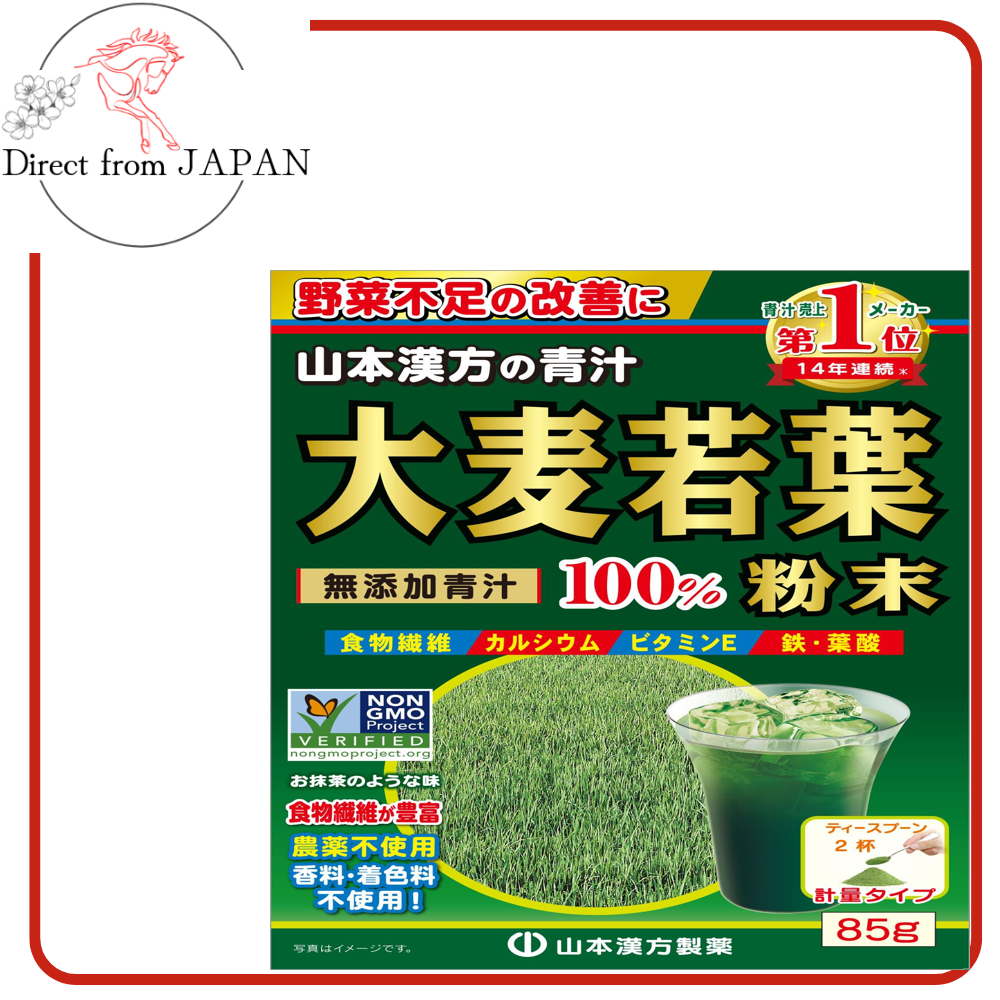 Direct from JAPAN
野菜不足の改善に
青汁売上 メーカー
第1位
14年連続*
山本漢方の青汁
大麦若葉
無添加青汁 100% 粉末
食物繊維 カルシウム ビタミンE 鉄・葉酸
NON
GMO
Project
VERIFIED
nongmoproject.org
お抹茶のような味
食物繊維が豊富
農薬不使用
香料・着色料
不使用!
ティースプーン
2杯
計量タイプ
85g
写真はイメージです。
山本漢方製薬